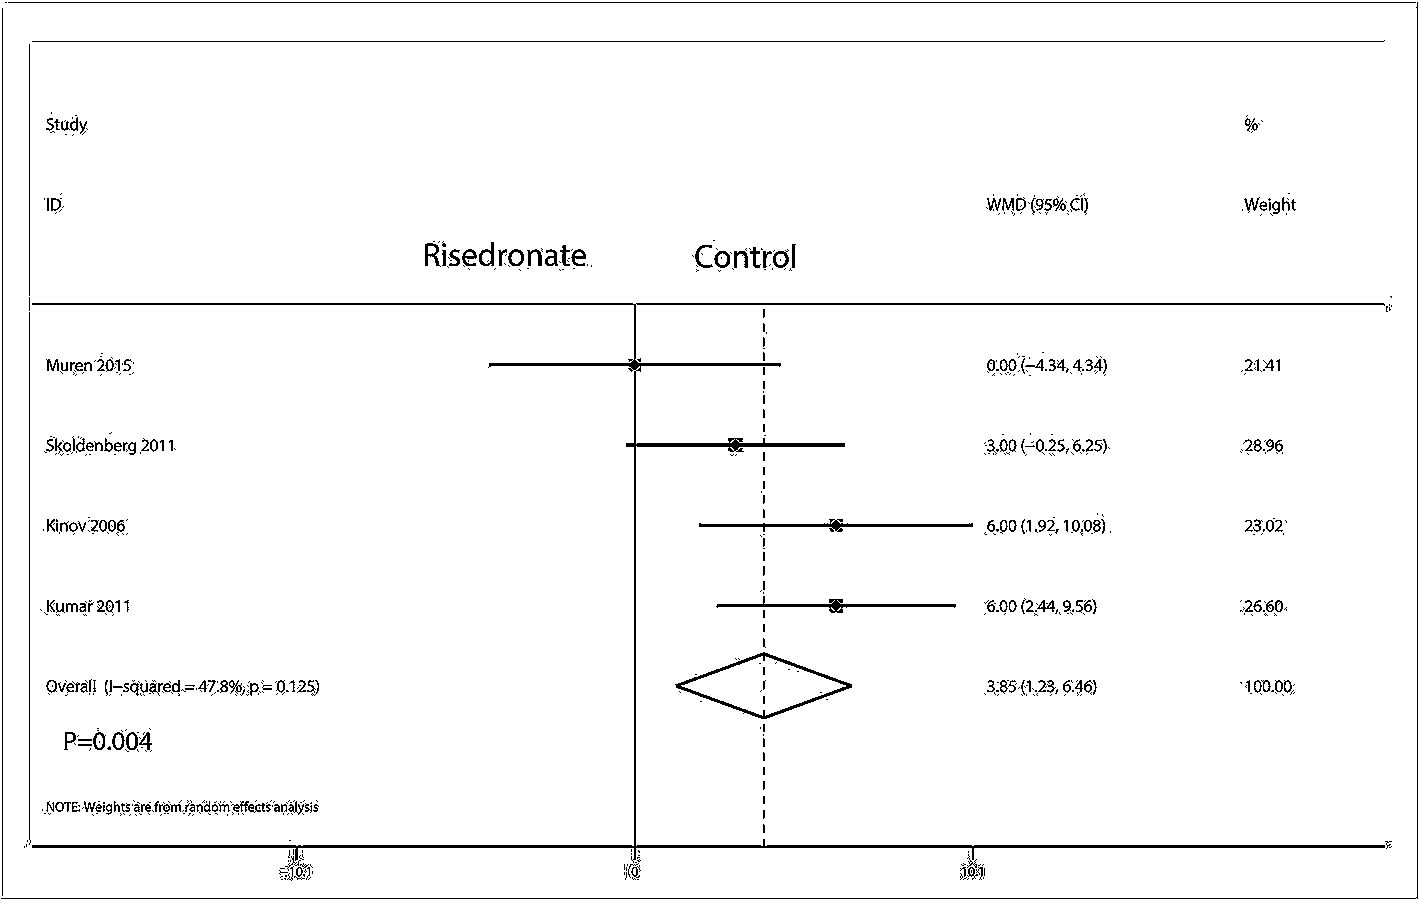 Study %
ID WMD (95% CI) Weight
Risedronate Control
Muren 2015 0.00 (−4.34, 4.34) 21.41
Skoldenberg 2011 3.00 (−0.25, 6.25) 28.96
Kinov 2006 6.00 (1.92, 10.08) 23.02
Kumar 2011 6.00 (2.44, 9.56) 26.60
Overall (I−squared = 47.8%, p = 0.125) 3.85 (1.23, 6.46) 100.00
P=0.004
NOTE: Weights are from random effects analysis
−10.1 0 10.1